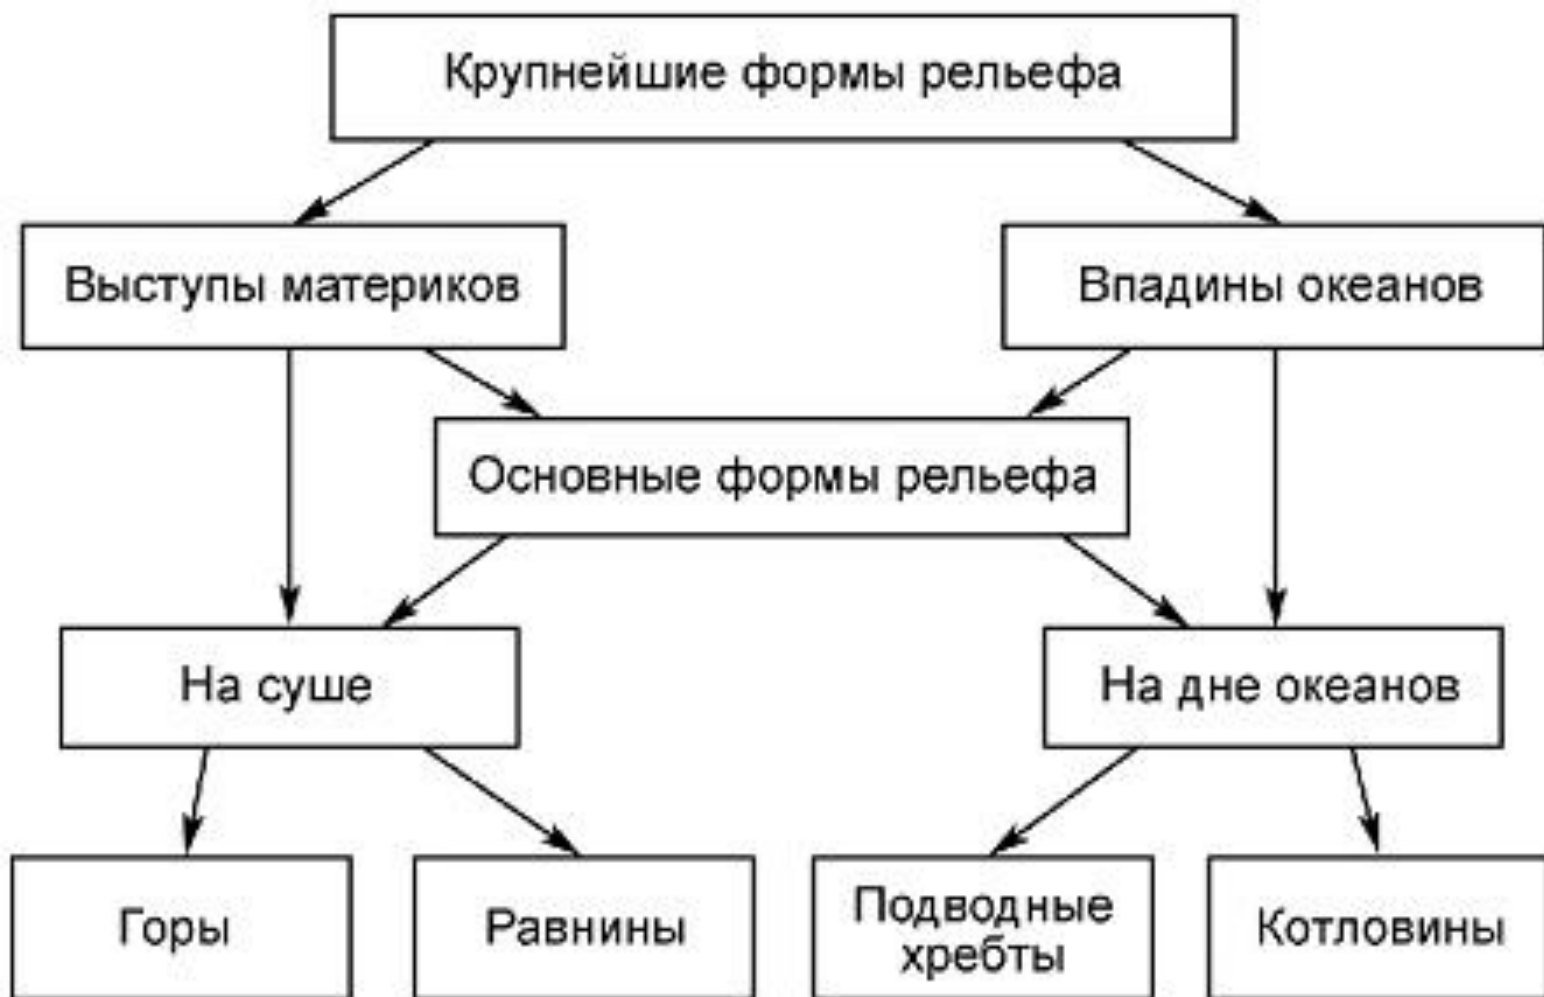 Крупнейшие формы рельефа
Выступы материков
Впадины океанов
Основные формы рельефа
На суше
На дне океанов
Горы
Равнины
Подводные
хребты
Котловины